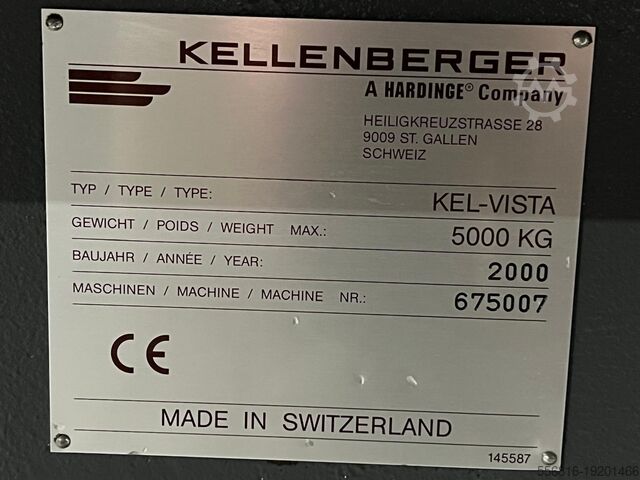 KELLENBERGER
A HARDINGE® Company
HEILIGKREUZSTRASSE 28
9009 ST. GALLEN
SCHWEIZ
TYP / TYPE / TYPE: KEL-VISTA
GEWICHT / POIDS / WEIGHT MAX.: 5000 KG
BAUJAHR / ANNÉE / YEAR: 2000
MASCHINEN / MACHINE / MACHINE NR.: 675007
CE
MADE IN SWITZERLAND
145587
556816-19201466